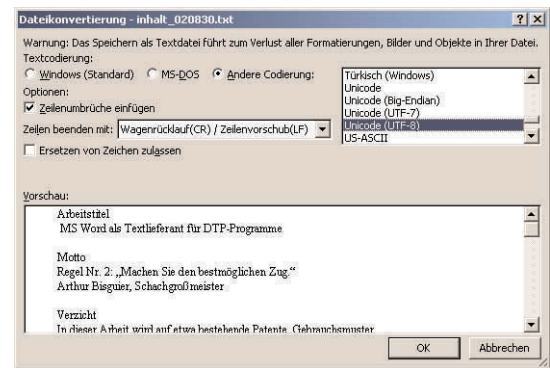 Dateikonvertierung - inhalt_020830.txt
Warnung: Das Speichern als Textdatei führt zum Verlust aller Formatierungen, Bilder und Objekte in Ihrer Datei.
Textcodierung:
Windows (Standard) MS-DOS Andere Codierung:
Türkisch (Windows)
Unicode
Unicode (Big-Endian)
Unicode (UTF-7)
Unicode (UTF-8)
US-ASCII
Optionen:
Zeilenumbrüche einfügen
Zeilen beenden mit: Wagenrücklauf(CR) / Zeilenvorschub(LF)
Ersetzen von Zeichen zulassen
Vorschau:
Arbeitstitel
MS Word als Textlieferant für DTP-Programme
Motto
Regel Nr. 2: „Machen Sie den bestmöglichen Zug.“
Arthur Bisguier, Schachgroßmeister
Verzicht
In dieser Arbeit wird auf etwa bestehende Patente, Gebrauchsmuster
OK Abbrechen